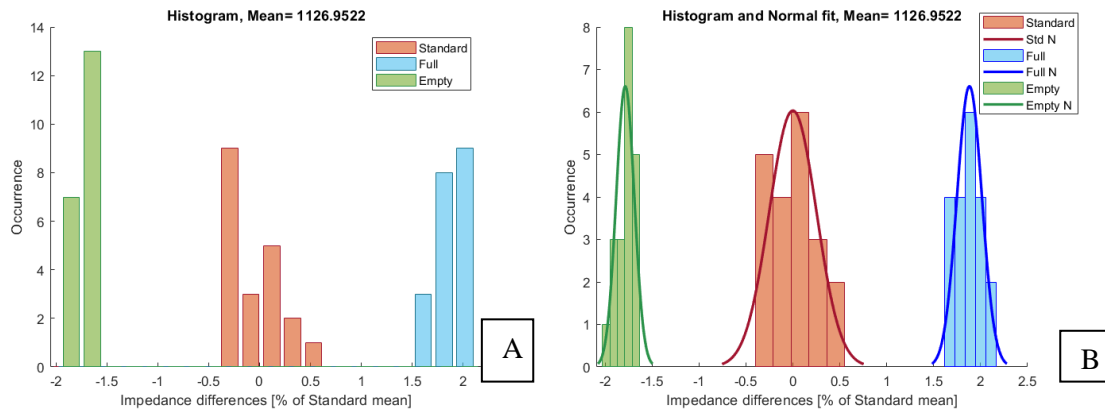 Histogram, Mean= 1126.9522
14
12
10
8
6
4
2
0
Occurrence
-2 -1.5 -1 -0.5 0 0.5 1 1.5 2
Impedance differences [% of Standard mean]
Standard
Full
Empty
A
Histogram and Normal fit, Mean= 1126.9522
8
7
6
5
4
3
2
1
0
Occurrence
-2 -1.5 -1 -0.5 0 0.5 1 1.5 2 2.5
Impedance differences [% of Standard mean]
Standard
Std N
Full
Full N
Empty
Empty N
B